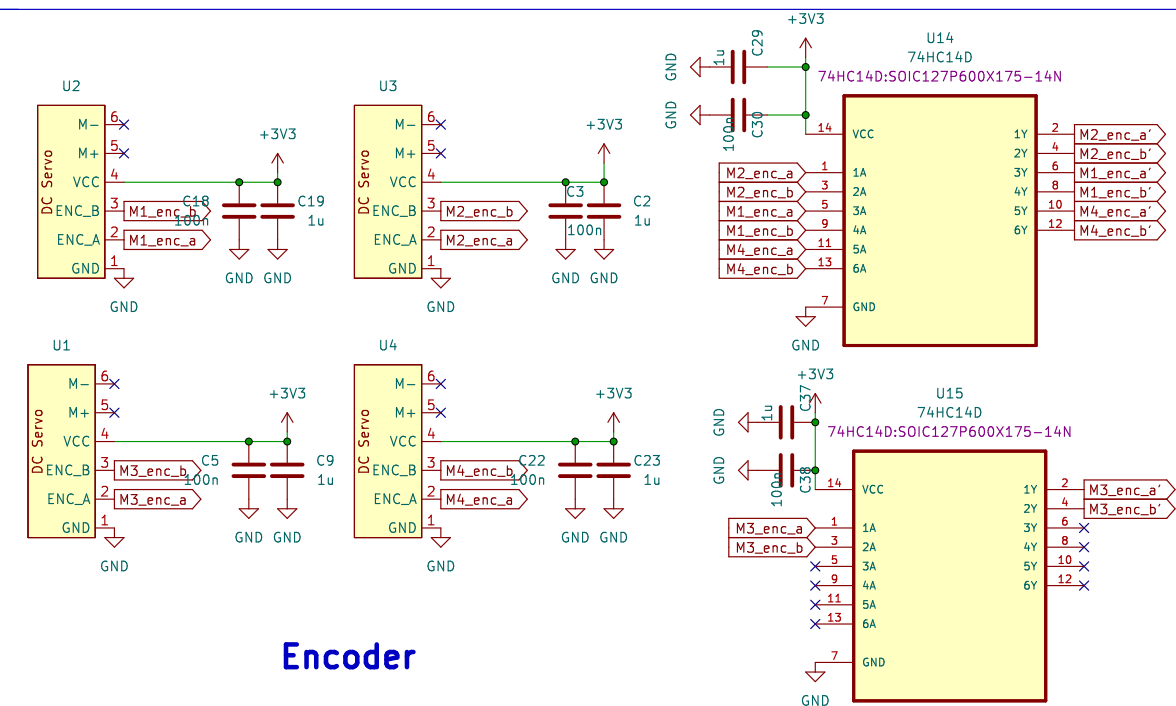 U2
DC Servo
M- 6
M+ 5
VCC 4
ENC_B 3 M1_enc_b
ENC_A 2 M1_enc_a
GND 1
GND
+3V3
C18
100n
C19
1u
GND GND
U3
DC Servo
M- 6
M+ 5
VCC 4
ENC_B 3 M2_enc_b
ENC_A 2 M2_enc_a
GND 1
GND
+3V3
C3
100n
C2
1u
GND GND
+3V3
GND 1u C29
GND 100n C30
U14
74HC14D
74HC14D:SOIC127P600X175-14N
14 VCC 1Y 2 M2_enc_a'
2Y 4 M2_enc_b'
M2_enc_a 1 1A 3Y 6 M1_enc_a'
M2_enc_b 3 2A 4Y 8 M1_enc_b'
M1_enc_a 5 3A 5Y 10 M4_enc_a'
M1_enc_b 9 4A 6Y 12 M4_enc_b'
M4_enc_a 11 5A
M4_enc_b 13 6A
7 GND
GND
U1
DC Servo
M- 6
M+ 5
VCC 4
ENC_B 3 M3_enc_b
ENC_A 2 M3_enc_a
GND 1
GND
+3V3
C5
100n
C9
1u
GND GND
U4
DC Servo
M- 6
M+ 5
VCC 4
ENC_B 3 M4_enc_b
ENC_A 2 M4_enc_a
GND 1
GND
+3V3
C22
100n
C23
1u
GND GND
+3V3
GND 1u C37
GND 100n C38
U15
74HC14D
74HC14D:SOIC127P600X175-14N
14 VCC 1Y 2 M3_enc_a'
2Y 4 M3_enc_b'
M3_enc_a 1 1A 3Y 6
M3_enc_b 3 2A 4Y 8
5 3A 5Y 10
9 4A 6Y 12
11 5A
13 6A
7 GND
GND
Encoder